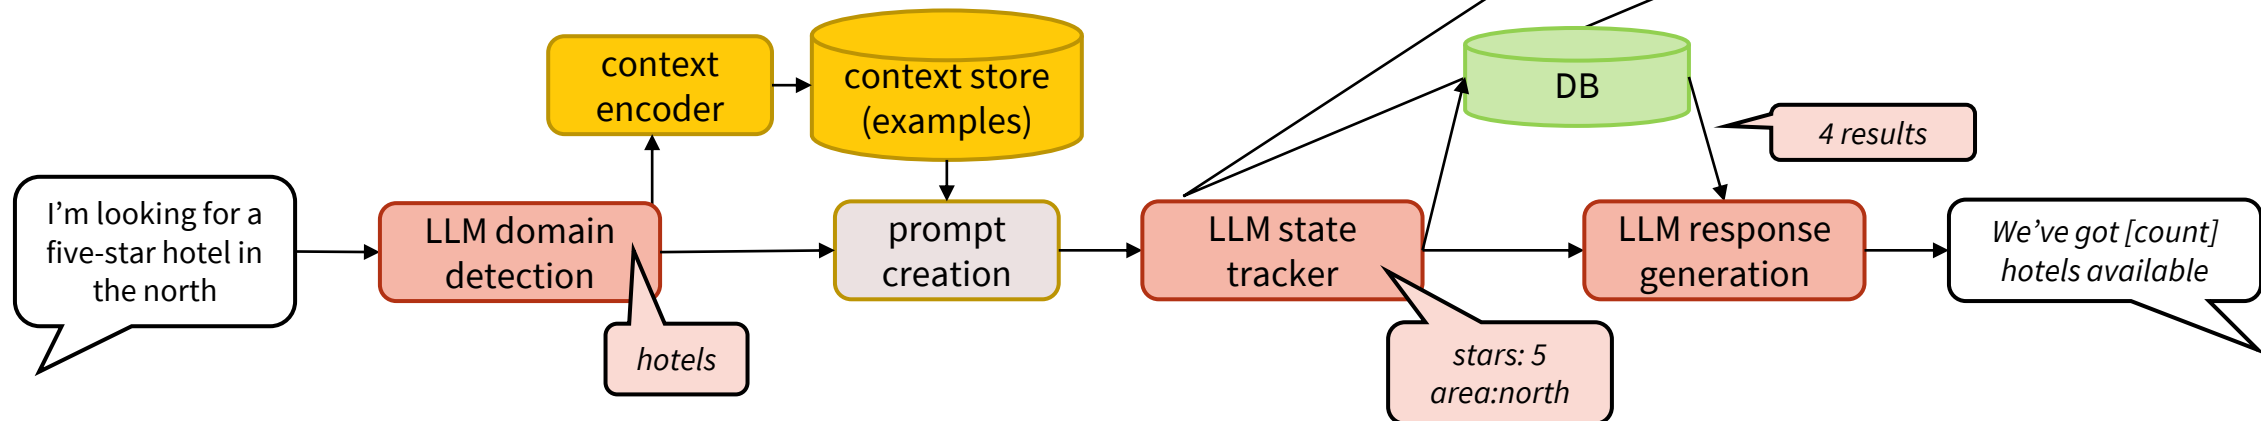 context
encoder
context store
(examples)
DB
4 results
I'm looking for a
five-star hotel in
the north
LLM domain
detection
hotels
prompt
creation
LLM state
tracker
stars: 5
area:north
LLM response
generation
We've got [count]
hotels available